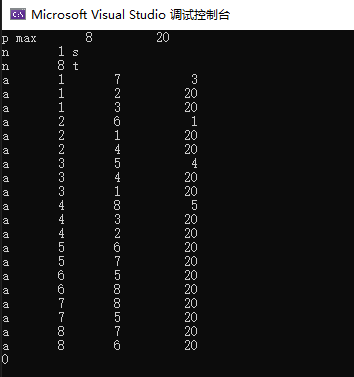 Microsoft Visual Studio 调试控制台
p max 8 20
n 1 s
n 8 t
a 1 7 3
a 1 2 20
a 1 3 20
a 2 6 1
a 2 1 20
a 2 4 20
a 3 5 4
a 3 4 20
a 3 1 20
a 4 8 5
a 4 3 20
a 4 2 20
a 5 6 20
a 5 7 20
a 6 5 20
a 6 8 20
a 7 8 20
a 7 5 20
a 8 7 20
a 8 6 20
0